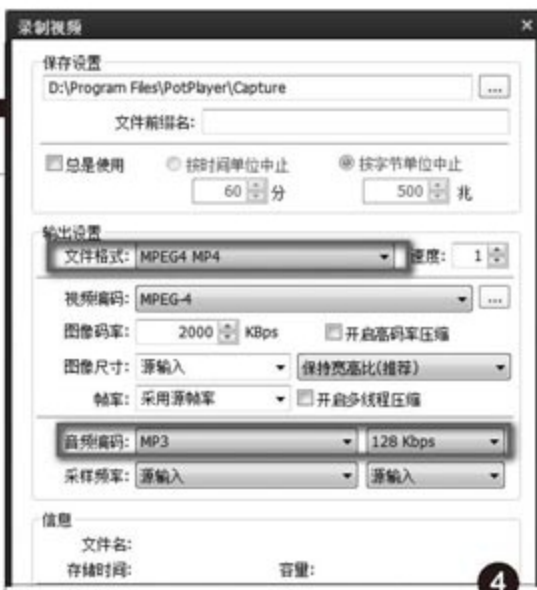 录制视频 ×
保存设置
D:\Program Files\PotPlayer\Capture ...
文件前缀名:
总是使用 按时间单位中止 按字节单位中止
60 分 500 兆
输出设置
文件格式: MPEG4 MP4 速度: 1
视频编码: MPEG-4 ...
图像码率: 2000 KBps 开启高码率压缩
图像尺寸: 源输入 保持宽高比(推荐)
帧率: 采用源帧率 开启多线程压缩
音频编码: MP3 128 Kbps
采样频率: 源输入 源输入
信息
文件名:
存储时间: 容量:
4